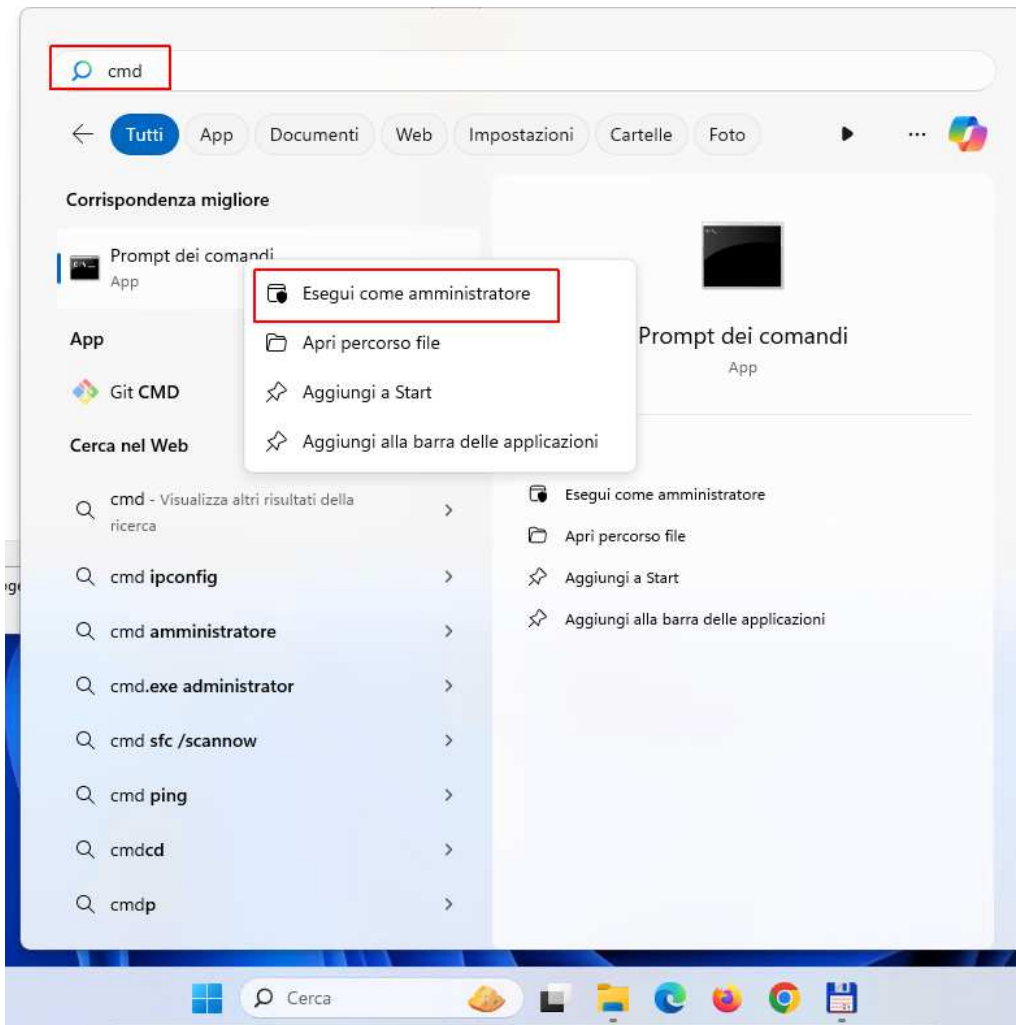 cmd
Tutti App Documenti Web Impostazioni Cartelle Foto
Corrispondenza migliore
Prompt dei comandi
App
Esegui come amministratore
Apri percorso file
Aggiungi a Start
Aggiungi alla barra delle applicazioni
App
Git CMD
Cerca nel Web
cmd - Visualizza altri risultati della
ricerca
cmd ipconfig
cmd amministratore
cmd.exe administrator
cmd sfc /scannow
cmd ping
cmdcd
cmdp
Prompt dei comandi
App
Esegui come amministratore
Apri percorso file
Aggiungi a Start
Aggiungi alla barra delle applicazioni
Cerca